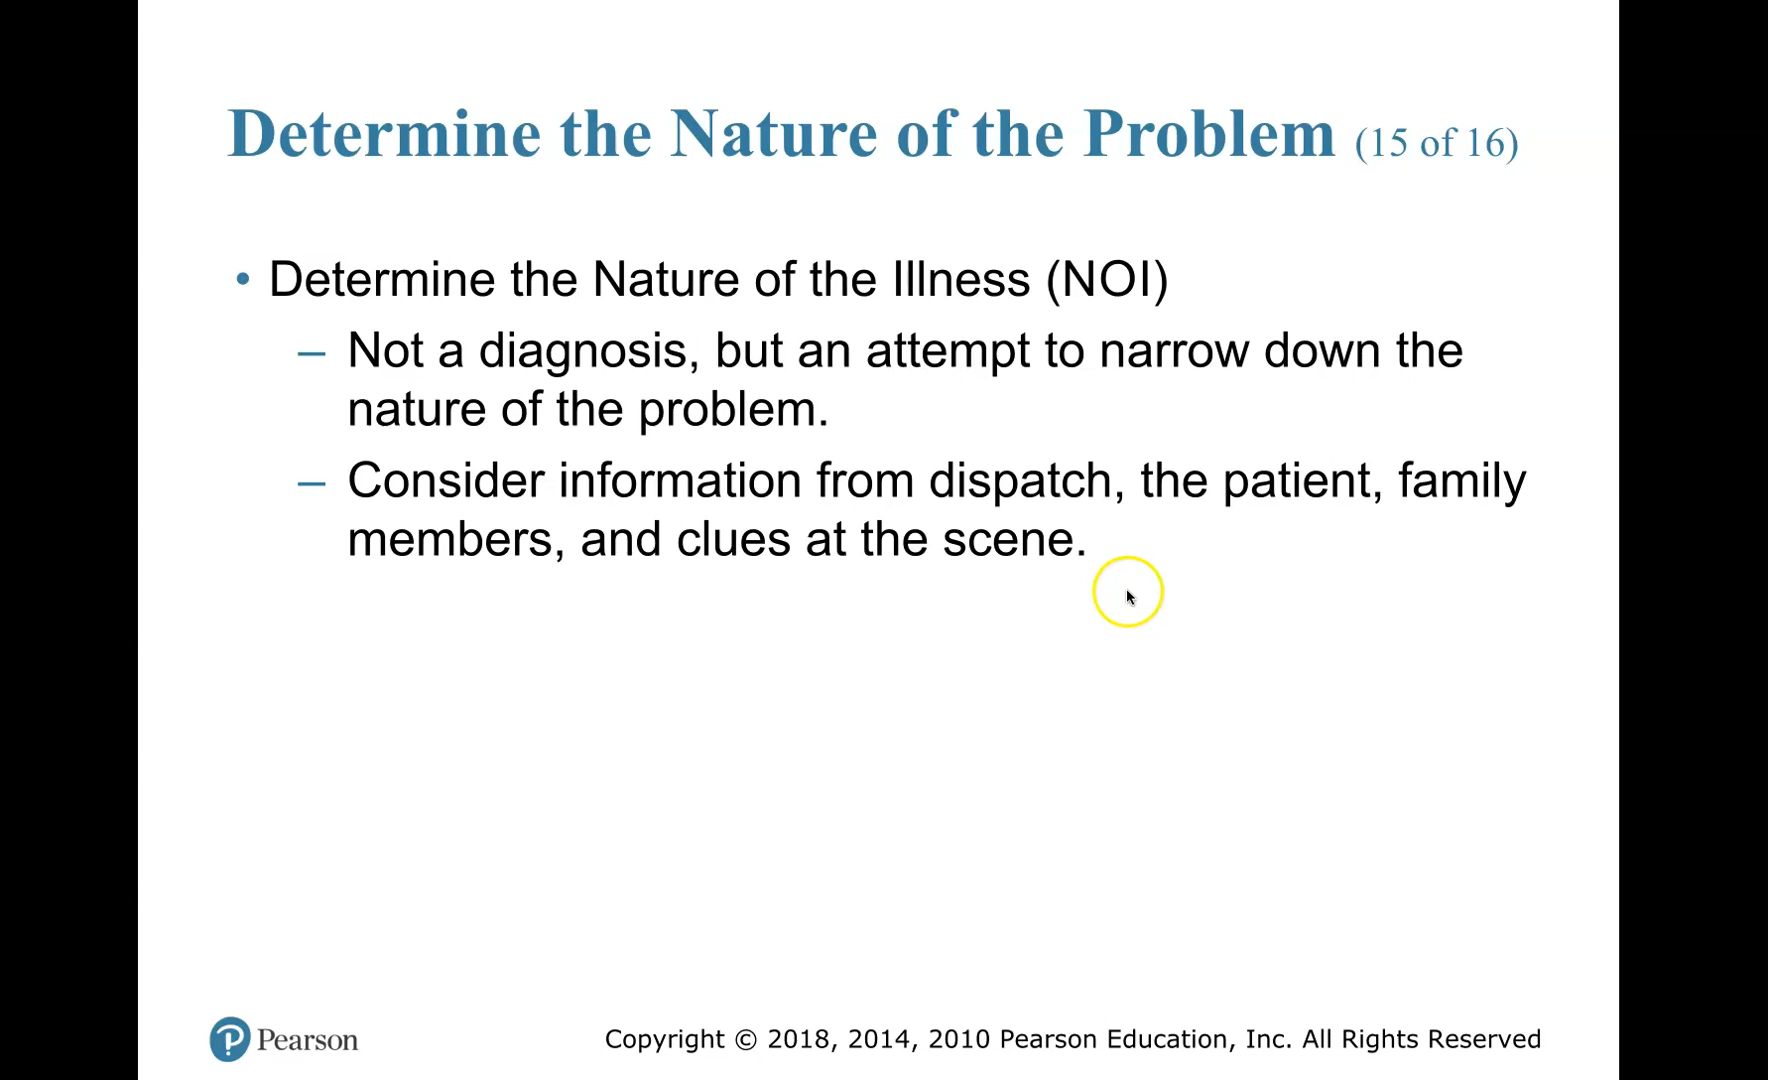 Determine the Nature of the Problem (15 of 16)
• Determine the Nature of the Illness (NOI)
– Not a diagnosis, but an attempt to narrow down the
nature of the problem.
– Consider information from dispatch, the patient, family
members, and clues at the scene.
Pearson
Copyright © 2018, 2014, 2010 Pearson Education, Inc. All Rights Reserved